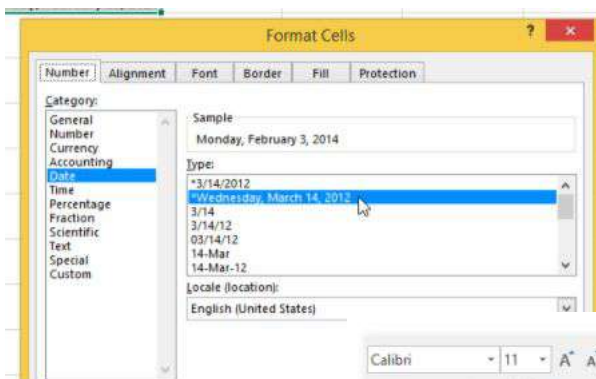 Format Cells
? ×
Number Alignment Font Border Fill Protection
Category:
General
Number
Currency
Accounting
Date
Time
Percentage
Fraction
Scientific
Text
Special
Custom
Sample
Monday, February 3, 2014
Type:
*3/14/2012
*Wednesday, March 14, 2012
3/14
3/14/12
03/14/12
14-Mar
14-Mar-12
Locale (location):
English (United States)
Calibri 11 A A